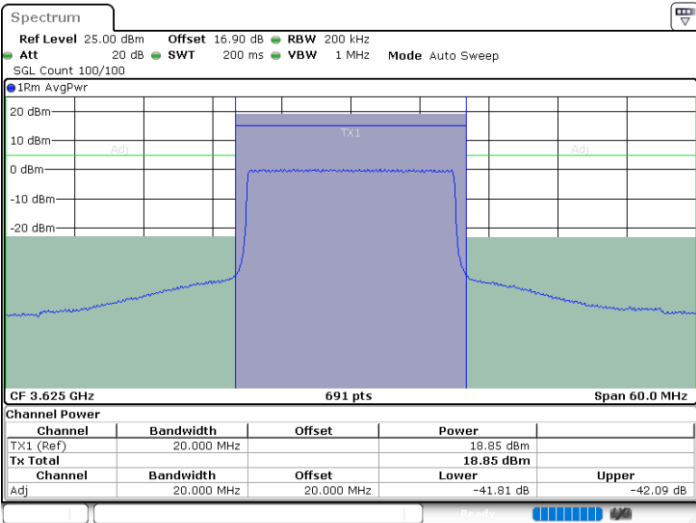 Spectrum
Ref Level 25.00 dBm Offset 16.90 dB RBW 200 kHz
Att 20 dB SWT 200 ms VBW 1 MHz Mode Auto Sweep
SGL Count 100/100
1Rm AvgPwr
20 dBm
TX1
10 dBm
Adj Adj
0 dBm
-10 dBm
-20 dBm
CF 3.625 GHz 691 pts Span 60.0 MHz
Channel Power
Channel Bandwidth Offset Power
TX1 (Ref) 20.000 MHz 18.85 dBm
Tx Total 18.85 dBm
Channel Bandwidth Offset Lower Upper
Adj 20.000 MHz 20.000 MHz -41.81 dB -42.09 dB
Ready